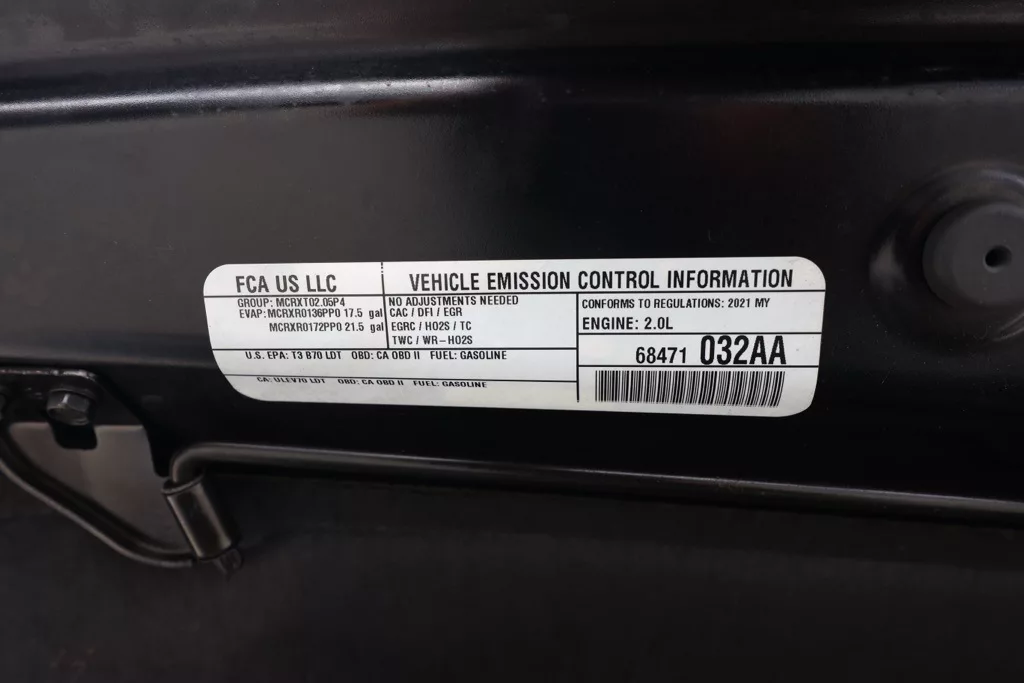 FCA US LLC
VEHICLE EMISSION CONTROL INFORMATION
GROUP: MCRXT02.05P4
EVAP: MCRXR0136PP0 17.5 gal
MCRXR0172PP0 21.5 gal
NO ADJUSTMENTS NEEDED
CAC / DFI / EGR
EGRC / HO2S / TC
TWC / WR-HO2S
CONFORMS TO REGULATIONS: 2021 MY
ENGINE: 2.0L
U.S. EPA: T3 B70 LDT OBD: CA OBD II FUEL: GASOLINE
CA: ULEV70 LDT OBD: CA OBD II FUEL: GASOLINE
68471 032AA